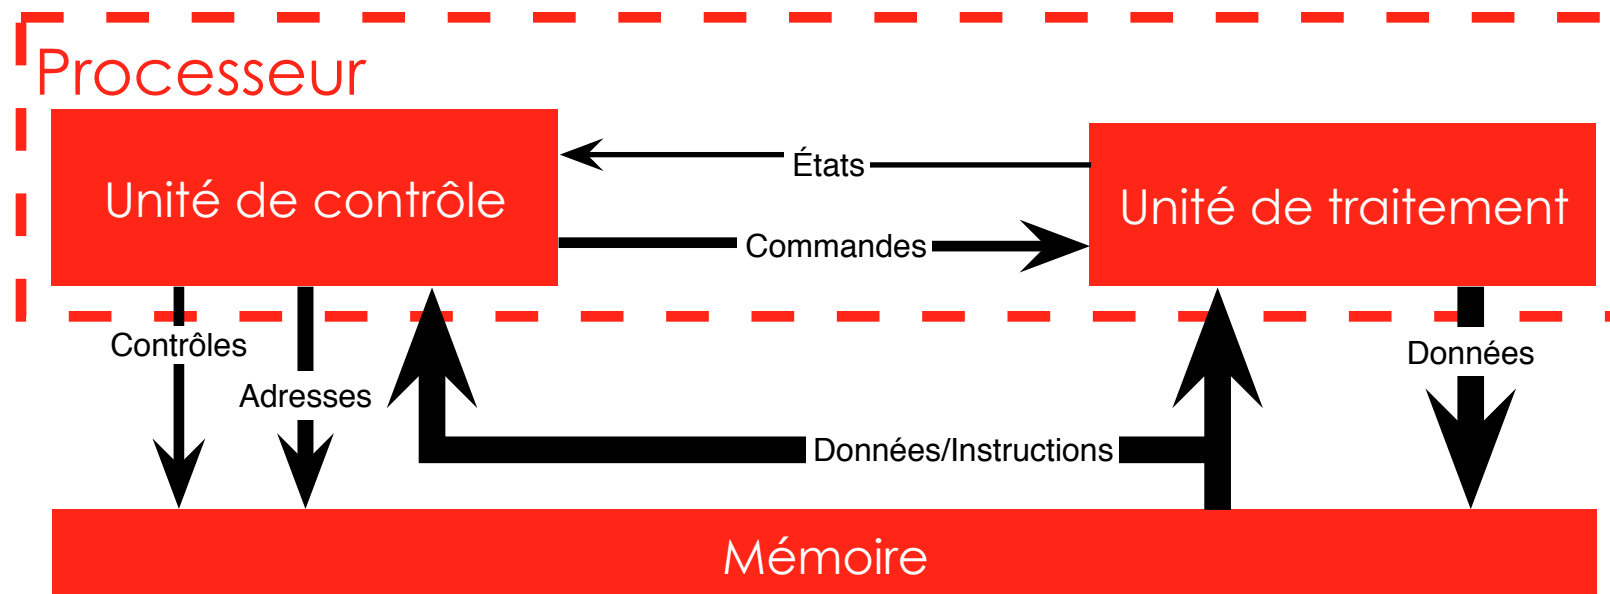 Processeur
Unité de contrôle
États
Unité de traitement
Commandes
Contrôles
Données
Adresses
Données/Instructions
Mémoire